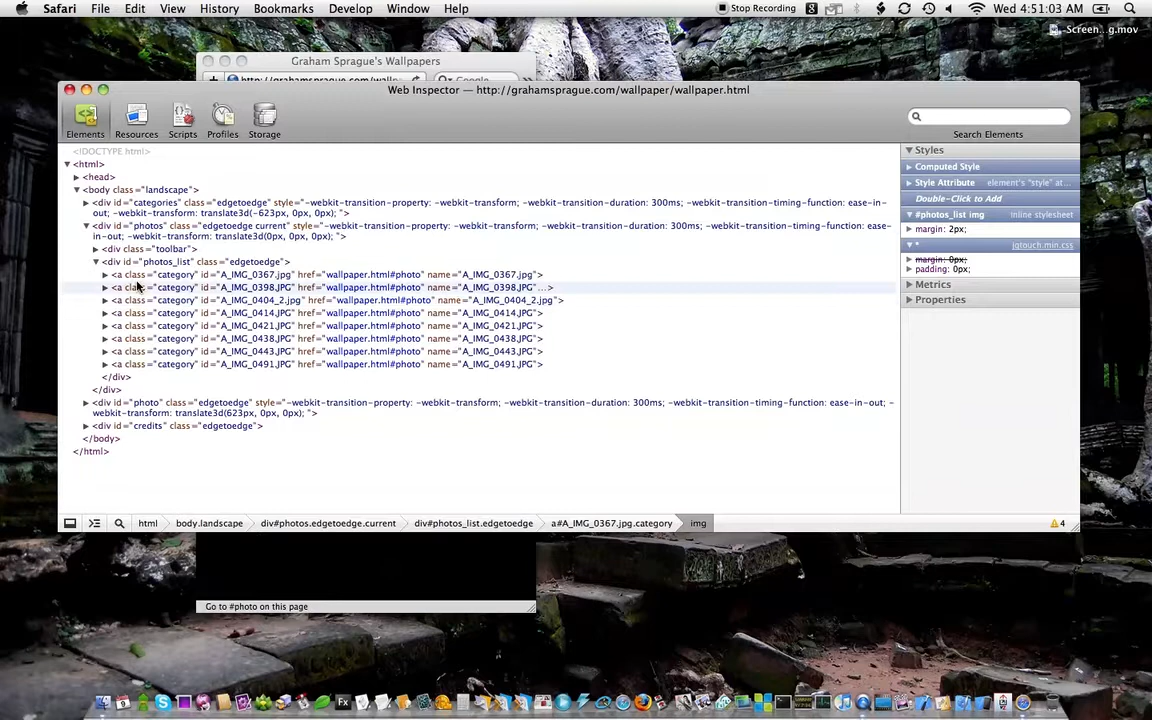 Safari File Edit View History Bookmarks Develop Window Help Stop Recording Wed 4:51:03 AM
Screen...g.mov
Graham Sprague's Wallpapers
http://grahamsprague.com/wallp Google
Web Inspector — http://grahamsprague.com/wallpaper/wallpaper.html
Elements Resources Scripts Profiles Storage Search Elements
<!DOCTYPE html>
<html>
<head>
<body class="landscape">
<div id="categories" class="edgetoedge" style="-webkit-transition-property: -webkit-transform; -webkit-transition-duration: 300ms; -webkit-transition-timing-function: ease-in-
out; -webkit-transform: translate3d(-623px, 0px, 0px); ">
<div id="photos" class="edgetoedge current" style="-webkit-transition-property: -webkit-transform; -webkit-transition-duration: 300ms; -webkit-transition-timing-function: ease-
in-out; -webkit-transform: translate3d(0px, 0px, 0px); ">
<div class="toolbar">
<div id="photos_list" class="edgetoedge">
<a class="category" id="A_IMG_0367.jpg" href="wallpaper.html#photo" name="A_IMG_0367.jpg">
<a class="category" id="A_IMG_0398.JPG" href="wallpaper.html#photo" name="A_IMG_0398.JPG"...>
<a class="category" id="A_IMG_0404_2.jpg" href="wallpaper.html#photo" name="A_IMG_0404_2.jpg">
<a class="category" id="A_IMG_0414.JPG" href="wallpaper.html#photo" name="A_IMG_0414.JPG">
<a class="category" id="A_IMG_0421.JPG" href="wallpaper.html#photo" name="A_IMG_0421.JPG">
<a class="category" id="A_IMG_0438.JPG" href="wallpaper.html#photo" name="A_IMG_0438.JPG">
<a class="category" id="A_IMG_0443.JPG" href="wallpaper.html#photo" name="A_IMG_0443.JPG">
<a class="category" id="A_IMG_0491.JPG" href="wallpaper.html#photo" name="A_IMG_0491.JPG">
</div>
</div>
<div id="photo" class="edgetoedge" style="-webkit-transition-property: -webkit-transform; -webkit-transition-duration: 300ms; -webkit-transition-timing-function: ease-in-out; -
webkit-transform: translate3d(623px, 0px, 0px); ">
<div id="credits" class="edgetoedge">
</body>
</html>
Styles
Computed Style
Style Attribute element's "style" at...
Double-Click to Add
#photos_list img inline stylesheet
margin: 2px;
* jqtouch.min.css
margin: 0px;
padding: 0px;
Metrics
Properties
html body.landscape div#photos.edgetoedge.current div#photos_list.edgetoedge a#A_IMG_0367.jpg.category img 4
Go to #photo on this page